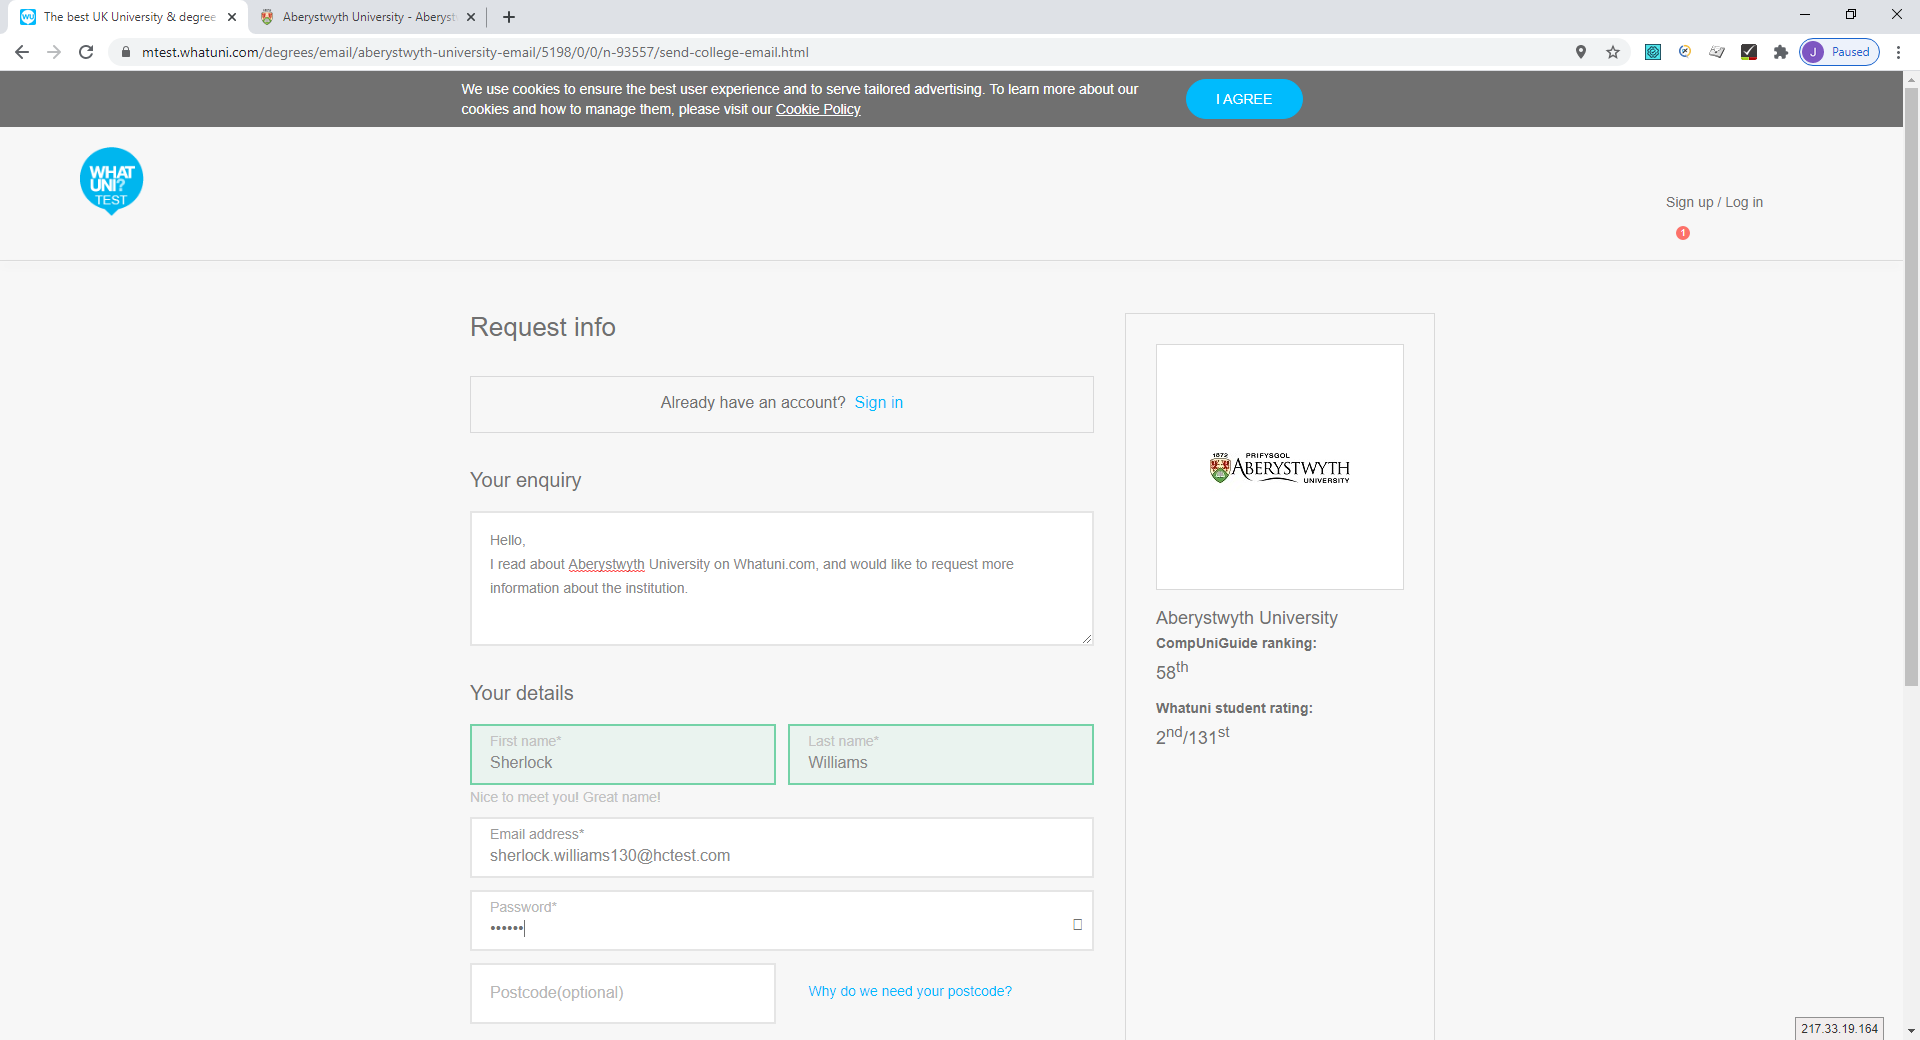 The best UK University & degree
Aberystwyth University - Aberyst
mtest.whatuni.com/degrees/email/aberystwyth-university-email/5198/0/0/n-93557/send-college-email.html
J Paused
We use cookies to ensure the best user experience and to serve tailored advertising. To learn more about our
cookies and how to manage them, please visit our Cookie Policy
I AGREE
WHAT
UNI?
TEST
Sign up / Log in
1
Request info
Already have an account? Sign in
Your enquiry
Hello,
I read about Aberystwyth University on Whatuni.com, and would like to request more
information about the institution.
Your details
First name*
Sherlock
Last name*
Williams
Nice to meet you! Great name!
Email address*
sherlock.williams130@hctest.com
Password*
••••••
Postcode(optional)
Why do we need your postcode?
1872 PRIFYSGOL
ABERYSTWYTH
UNIVERSITY
Aberystwyth University
CompUniGuide ranking:
58th
Whatuni student rating:
2nd/131st
217.33.19.164